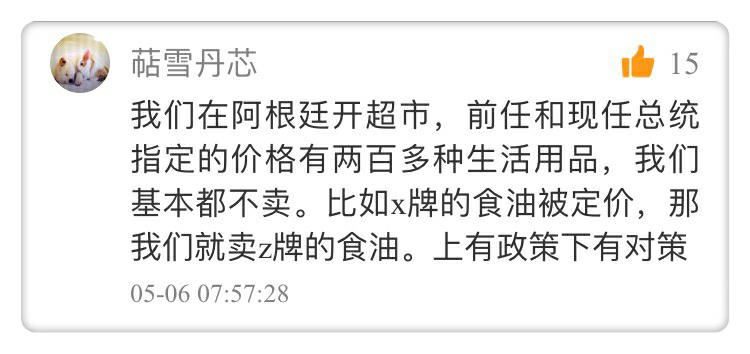 萜雪丹芯
15
我们在阿根廷开超市，前任和现任总统
指定的价格有两百多种生活用品，我们
基本都不卖。比如x牌的食油被定价，那
我们就卖z牌的食油。上有政策下有对策
05-06 07:57:28